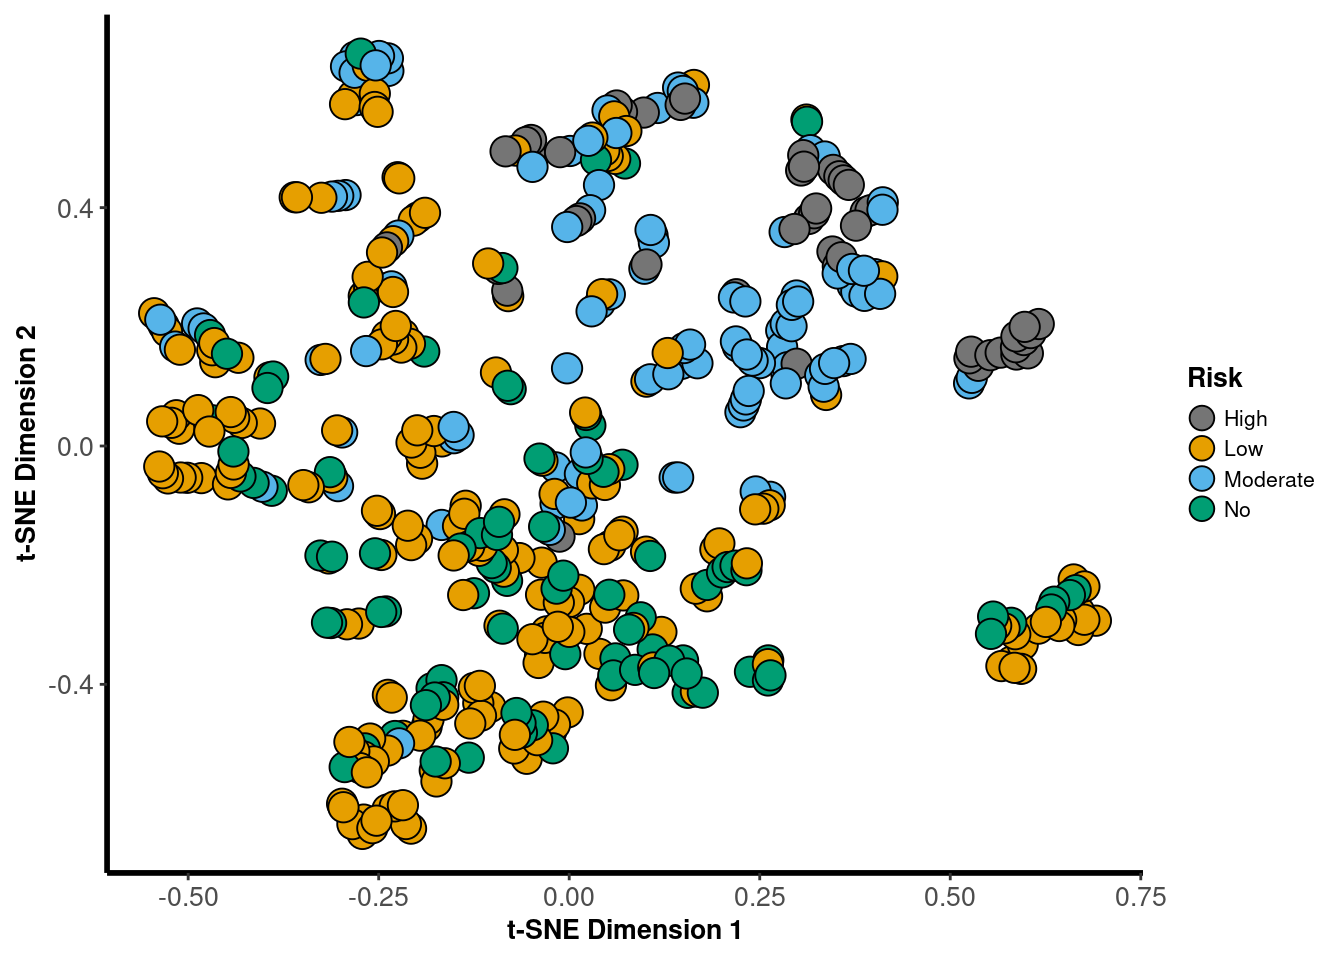 0.4
0.0
-0.4
-0.50
-0.25
0.00
0.25
0.50
0.75
t-SNE Dimension 1
t-SNE Dimension 2
Risk
High
Low
Moderate
No